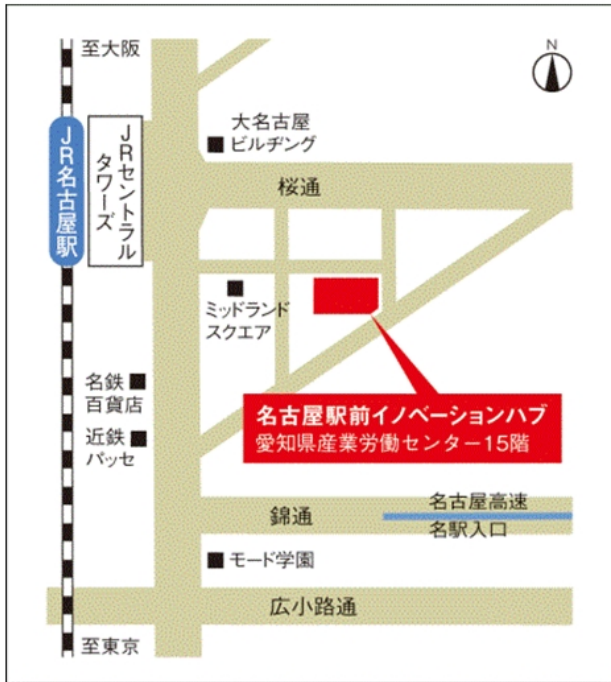 至大阪
N
大名古屋
ビルヂング
JR名古屋駅
JRセントラル
タワーズ
桜通
ミッドランド
スクエア
名鉄
百貨店
近鉄
パッセ
名古屋駅前イノベーションハブ
愛知県産業労働センター15階
名古屋高速
錦通
名駅入口
モード学園
広小路通
至東京